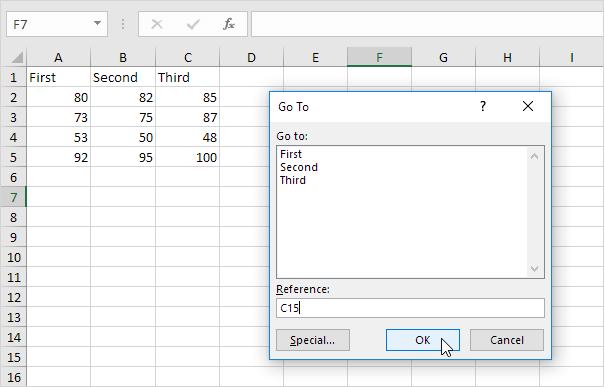 F7 fx
A B C D E F G H I
1 First Second Third
2 80 82 85
3 73 75 87
4 53 50 48
5 92 95 100
6
7
8
9
10
11
12
13
14
15
16
Go To ?
Go to:
First
Second
Third
Reference:
C15
Special... OK Cancel